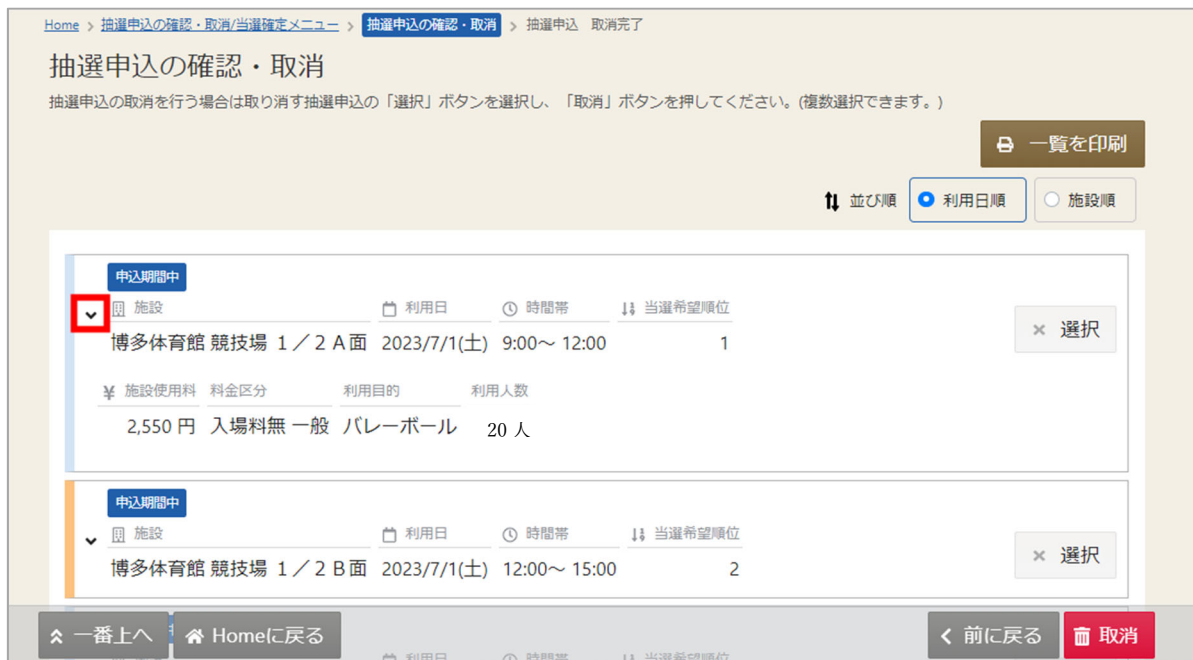 Home > 抽選申込の確認・取消/当選確定メニュー > 抽選申込の確認・取消 > 抽選申込　取消完了
抽選申込の確認・取消
抽選申込の取消を行う場合は取り消す抽選申込の「選択」ボタンを選択し、「取消」ボタンを押してください。(複数選択できます。)
一覧を印刷
並び順 利用日順 施設順
申込期間中
施設 利用日 時間帯 当選希望順位
博多体育館 競技場 １／２Ａ面 2023/7/1(土) 9:00～ 12:00 1
× 選択
¥ 施設使用料 料金区分 利用目的 利用人数
2,550 円 入場料無 一般 バレーボール 20 人
申込期間中
施設 利用日 時間帯 当選希望順位
博多体育館 競技場 １／２Ｂ面 2023/7/1(土) 12:00～ 15:00 2
× 選択
一番上へ Homeに戻る 前に戻る 取消
利用日 時間帯 当選希望順位